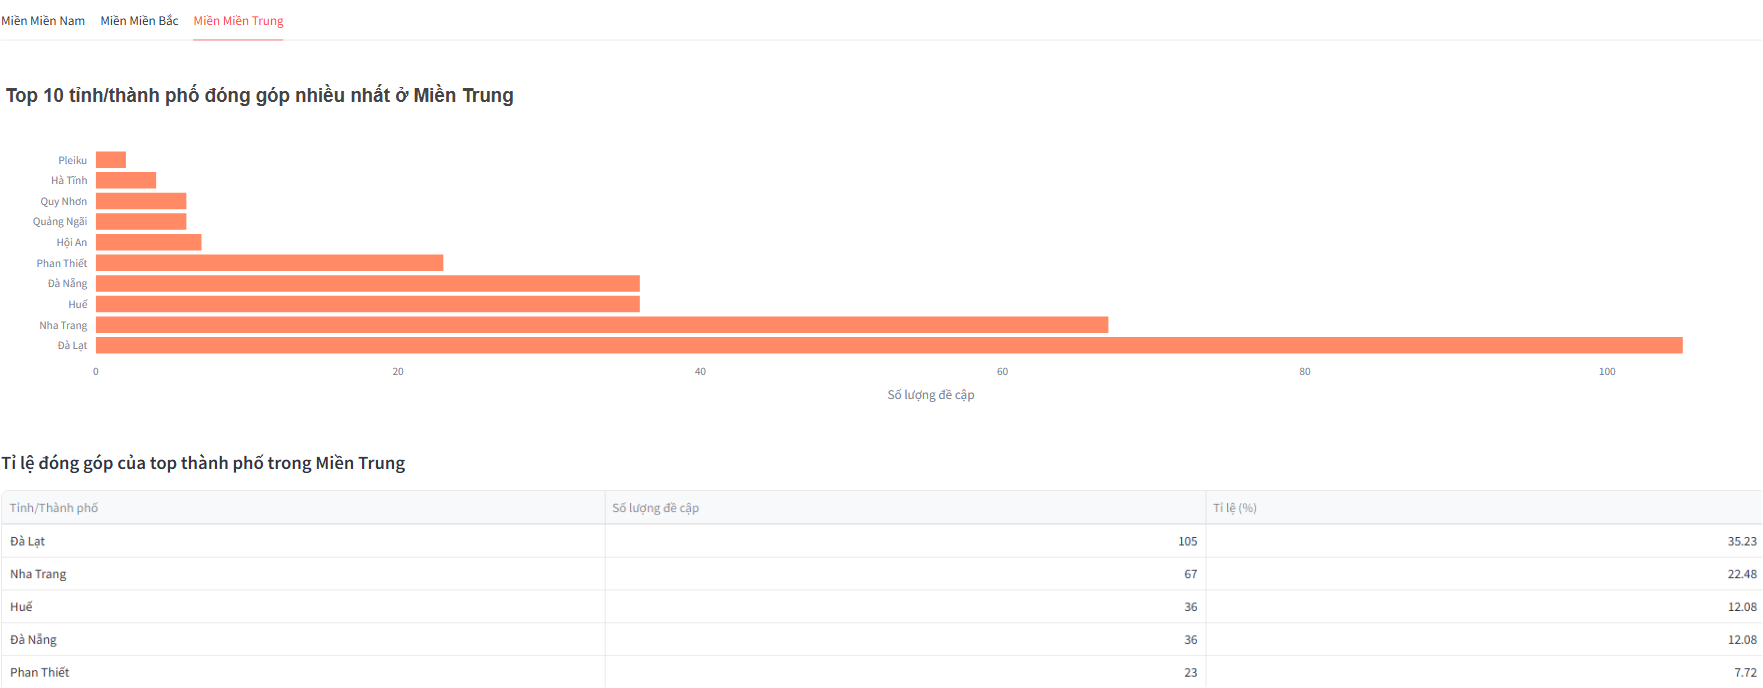 Miền Miền Nam Miền Miền Bắc Miền Miền Trung
Top 10 tỉnh/thành phố đóng góp nhiều nhất ở Miền Trung
Pleiku
Hà Tĩnh
Quy Nhơn
Quảng Ngãi
Hội An
Phan Thiết
Đà Nẵng
Huế
Nha Trang
Đà Lạt
0 20 40 60 80 100
Số lượng đề cập
Tỉ lệ đóng góp của top thành phố trong Miền Trung
Tỉnh/Thành phố Số lượng đề cập Tỉ lệ (%)
Đà Lạt 105 35.23
Nha Trang 67 22.48
Huế 36 12.08
Đà Nẵng 36 12.08
Phan Thiết 23 7.72